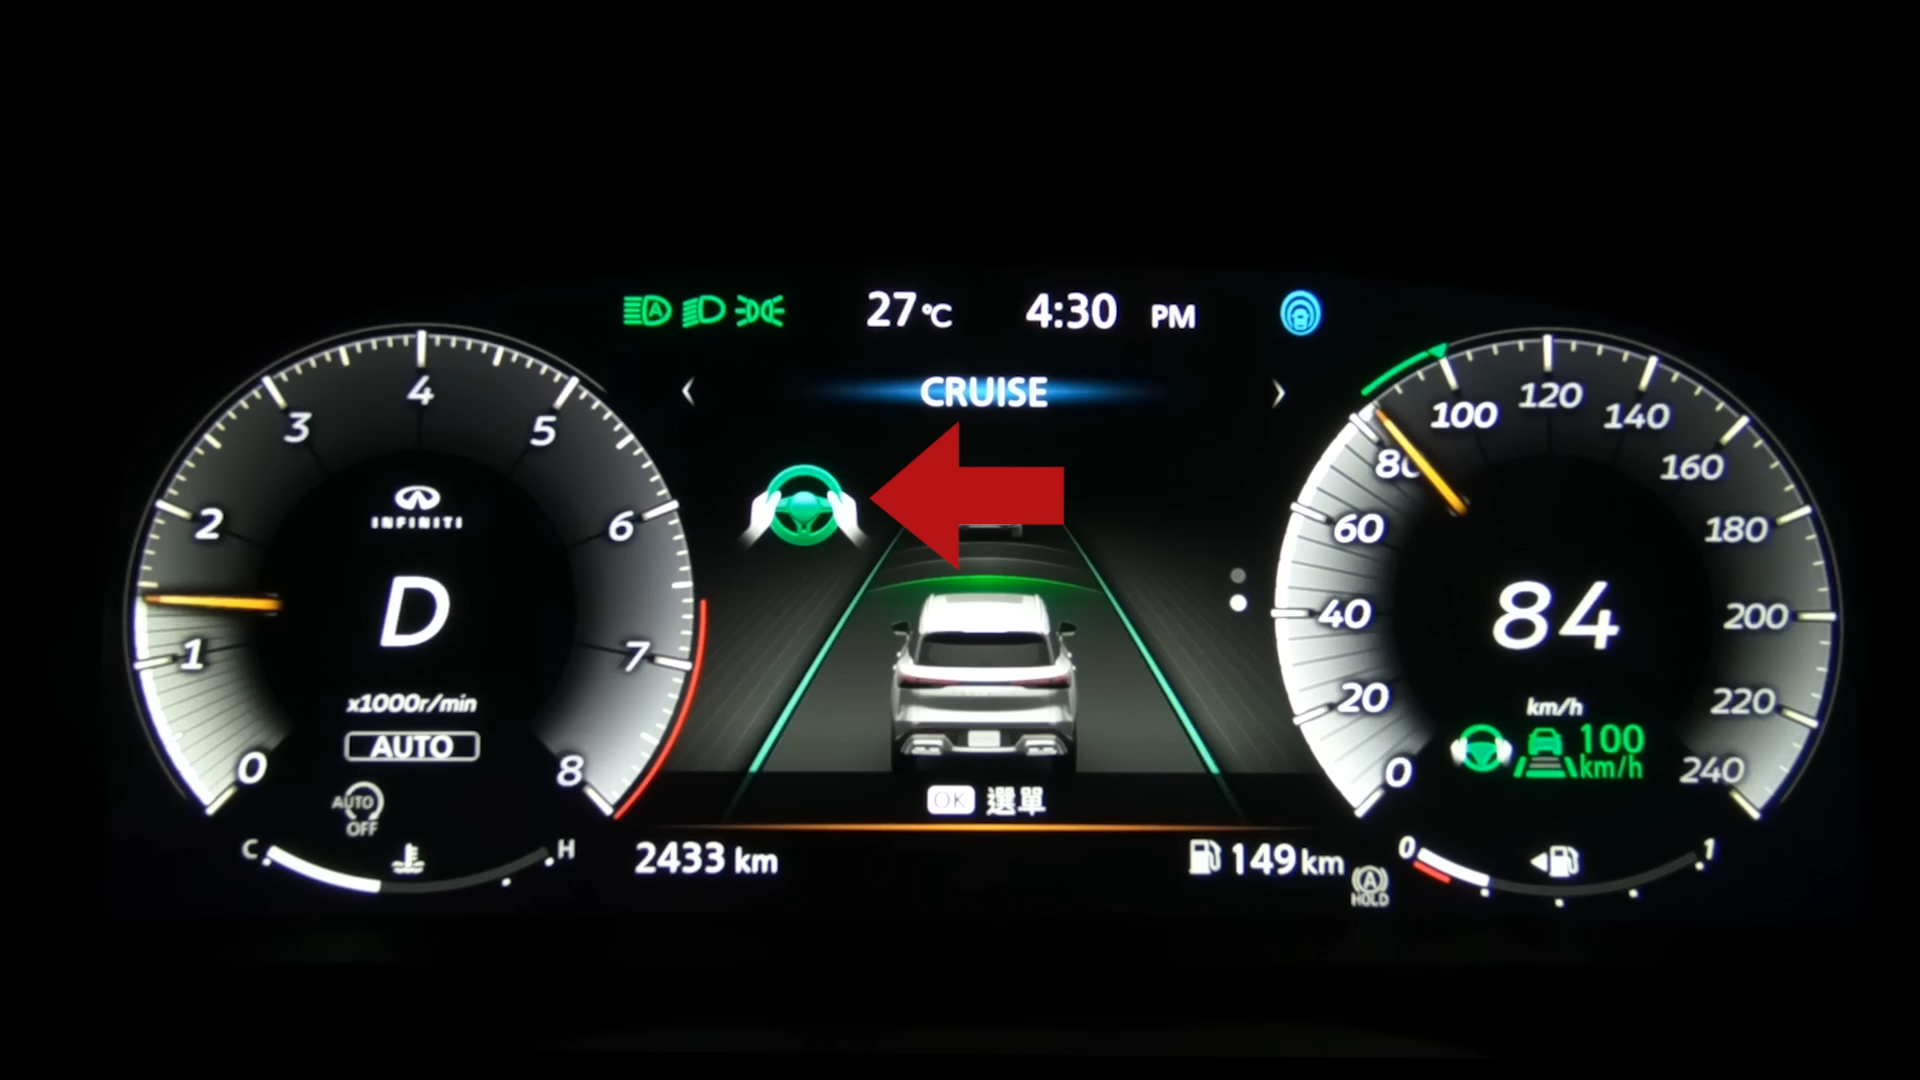 27°C 4:30 PM
CRUISE
INFINITI
D
x1000r/min
AUTO
AUTO
OFF
0
1
2
3
4
5
6
7
8
C H
OK 選單
2433 km
149 km
A
HOLD
0
20
40
60
80
100
120
140
160
180
200
220
240
84
km/h
100
km/h
0 1